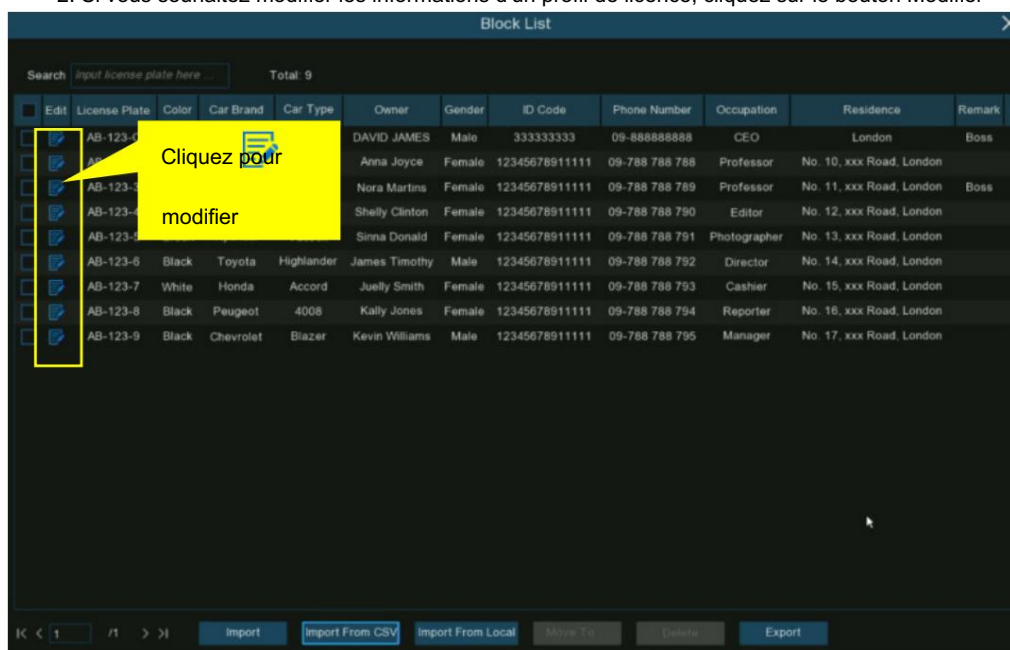 2. Si vous souhaitez modifier les informations d'un profil de licence, cliquez sur le bouton Modifier
Block List
Search Input license plate here ... Total: 9
Edit License Plate Color Car Brand Car Type Owner Gender ID Code Phone Number Occupation Residence Remark
AB-123- DAVID JAMES Male 333333333 09-888888888 CEO London Boss
Cliquez pour
Anna Joyce Female 12345678911111 09-788 788 788 Professor No. 10, xxx Road, London
AB-123-3 Nora Martins Female 12345678911111 09-788 788 789 Professor No. 11, xxx Road, London Boss
modifier
AB-123-4 Shelly Clinton Female 12345678911111 09-788 788 790 Editor No. 12, xxx Road, London
AB-123-5 Sinna Donald Female 12345678911111 09-788 788 791 Photographer No. 13, xxx Road, London
AB-123-6 Black Toyota Highlander James Timothy Male 12345678911111 09-788 788 792 Director No. 14, xxx Road, London
AB-123-7 White Honda Accord Juelly Smith Female 12345678911111 09-788 788 793 Cashier No. 15, xxx Road, London
AB-123-8 Black Peugeot 4008 Kally Jones Female 12345678911111 09-788 788 794 Reporter No. 16, xxx Road, London
AB-123-9 Black Chevrolet Blazer Kevin Williams Male 12345678911111 09-788 788 795 Manager No. 17, xxx Road, London
1 /1 Import Import From CSV Import From Local Move To Delete Export